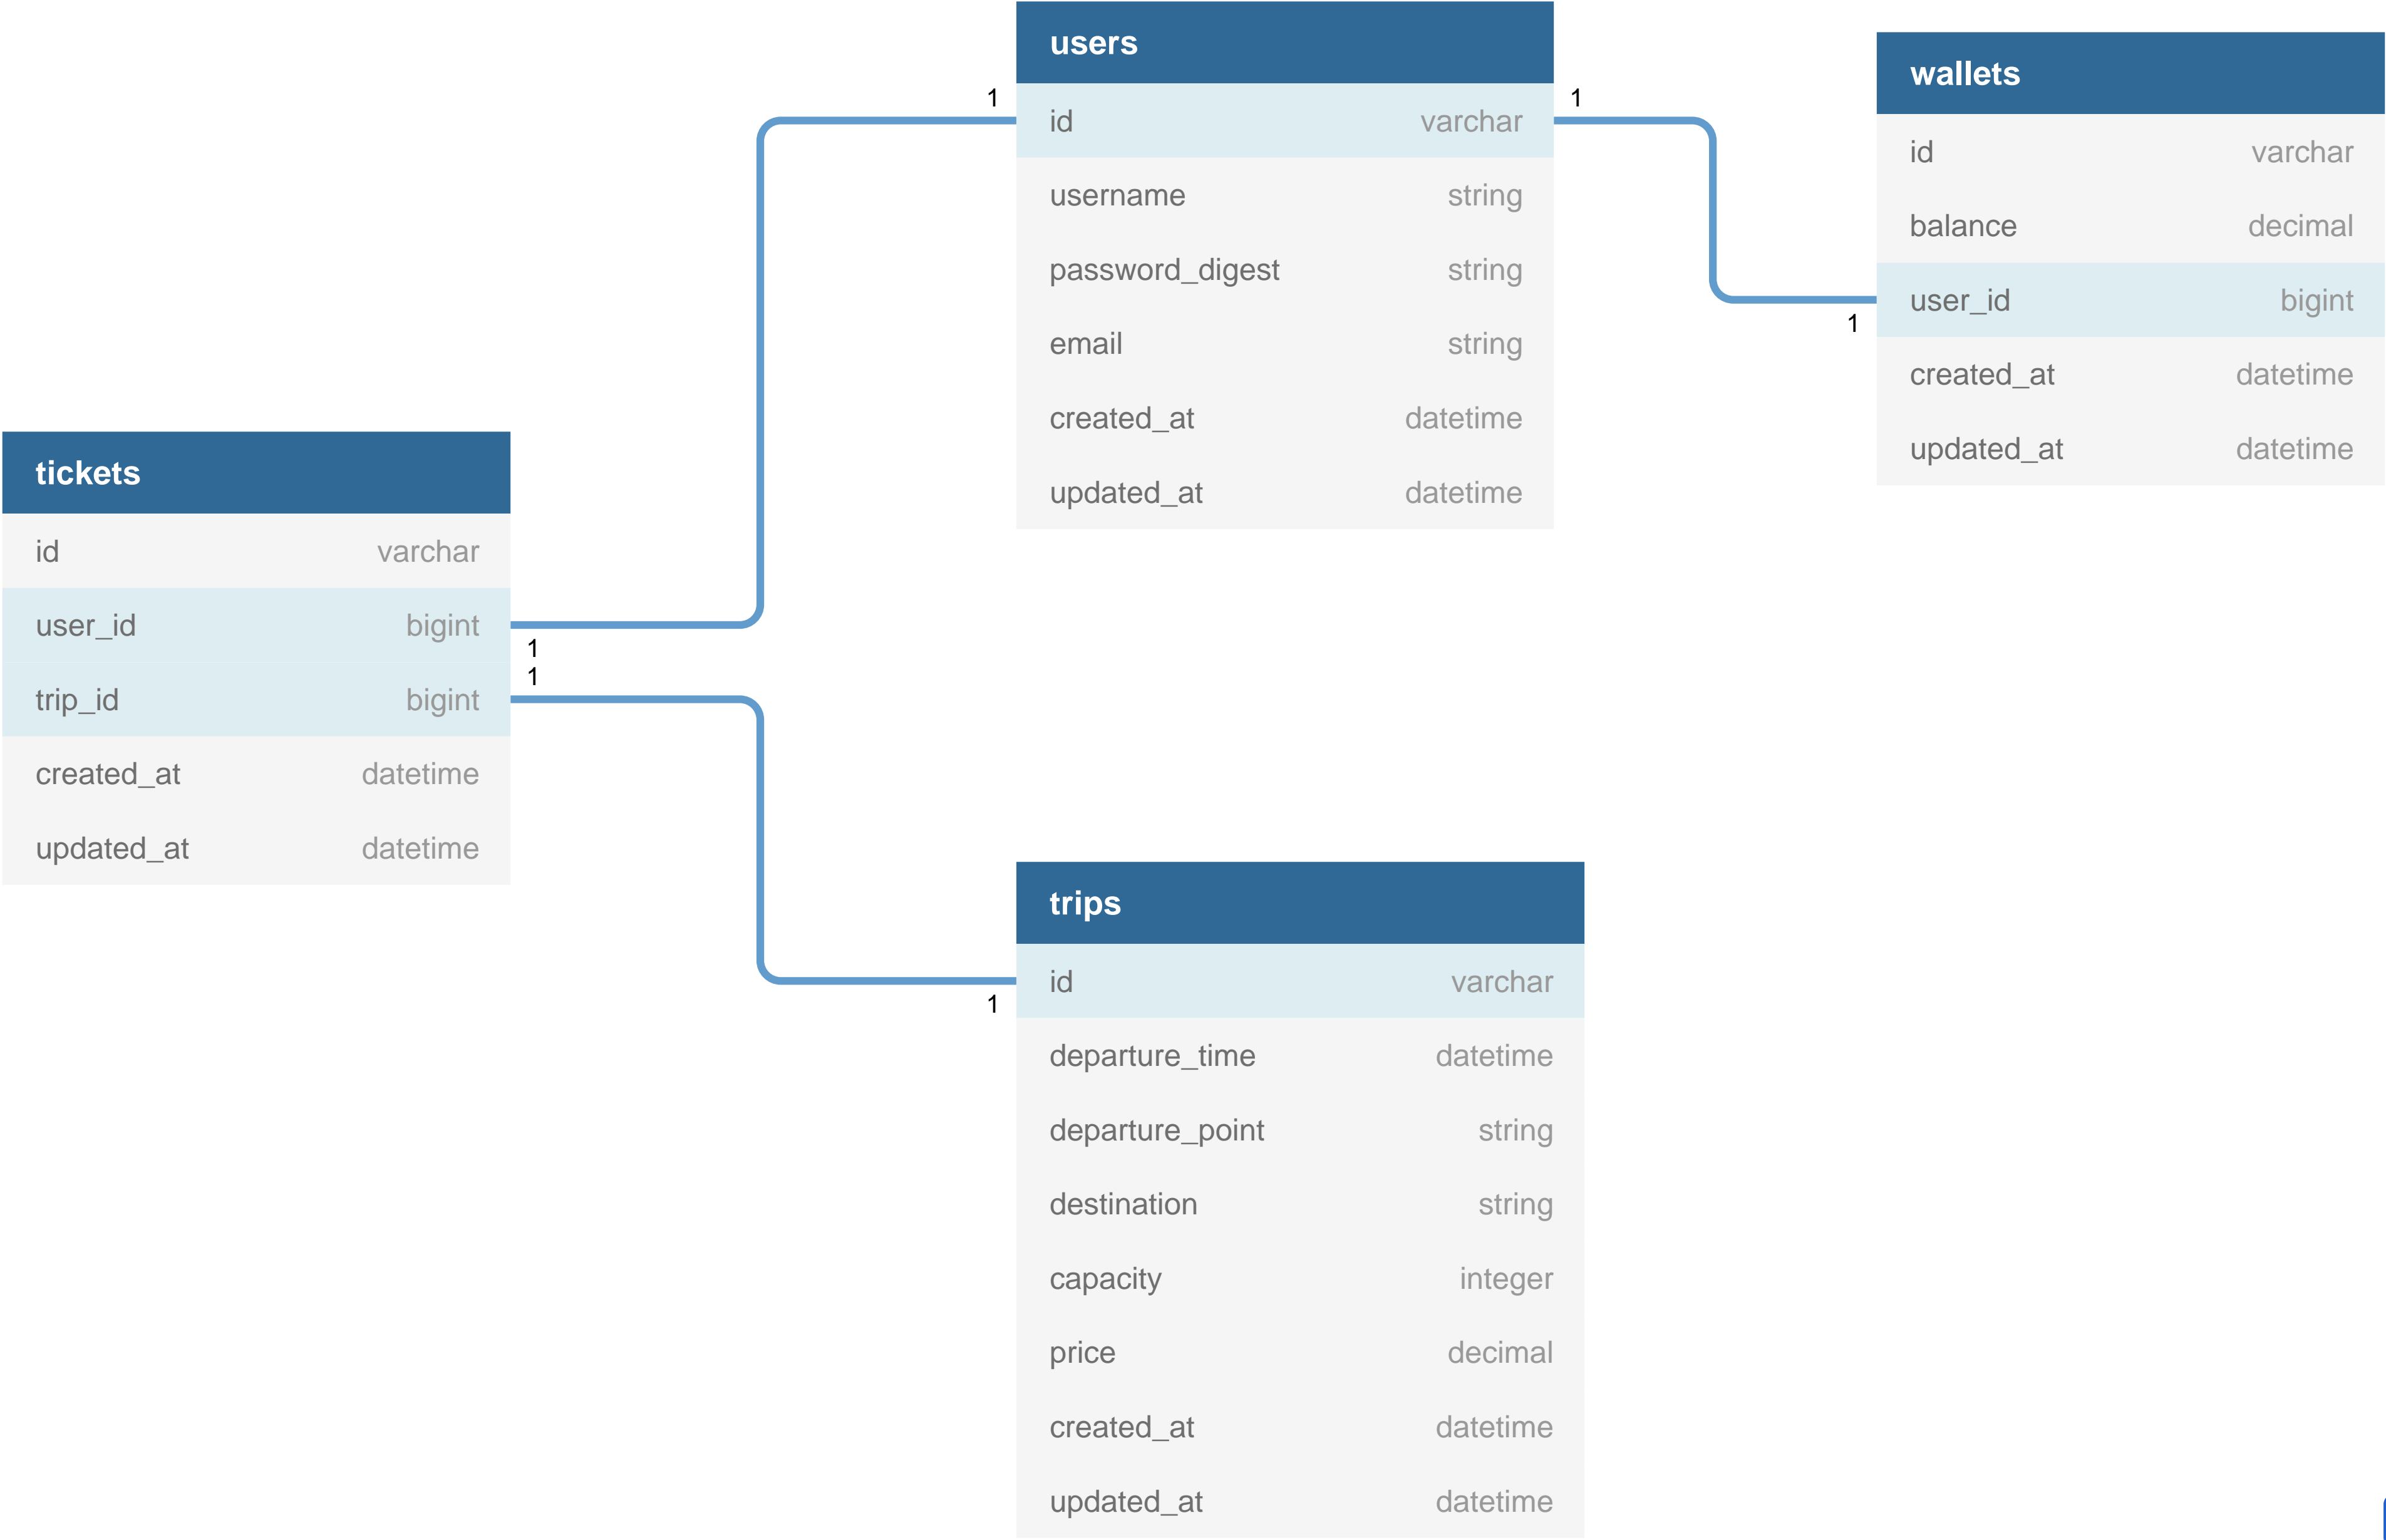 users
1
id varchar
1
username string
password_digest string
email string
created_at datetime
updated_at datetime
wallets
id varchar
balance decimal
user_id bigint
1
created_at datetime
updated_at datetime
tickets
id varchar
user_id bigint
1
1
trip_id bigint
created_at datetime
updated_at datetime
trips
id varchar
1
departure_time datetime
departure_point string
destination string
capacity integer
price decimal
created_at datetime
updated_at datetime